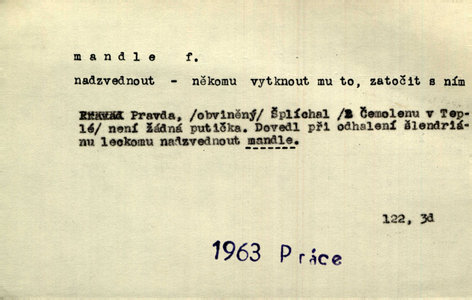 mandle f.
nadzvednout - někomu vytknout mu to, zatočit s ním
Pravda, /obviněný/ Šplíchal /Z Čemolenu v Tep-
lé/ není žádná putička. Dovedl při odhalení šlendriá-
nu leckomu nadzvednout mandle.
122, 3d
1963 Práce